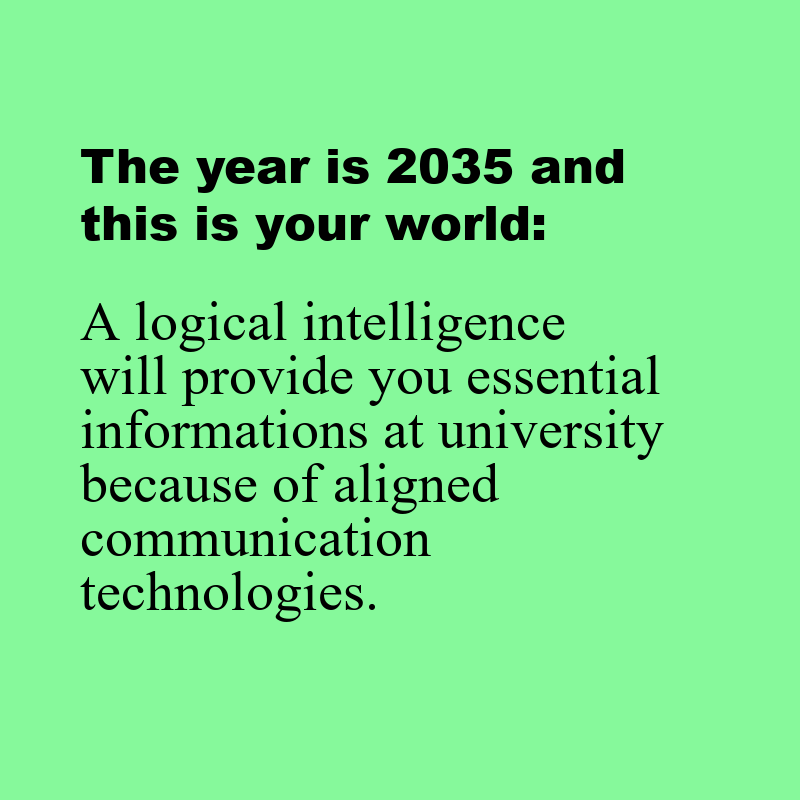 The year is 2035 and
this is your world:
A logical intelligence
will provide you essential
informations at university
because of aligned
communication
technologies.